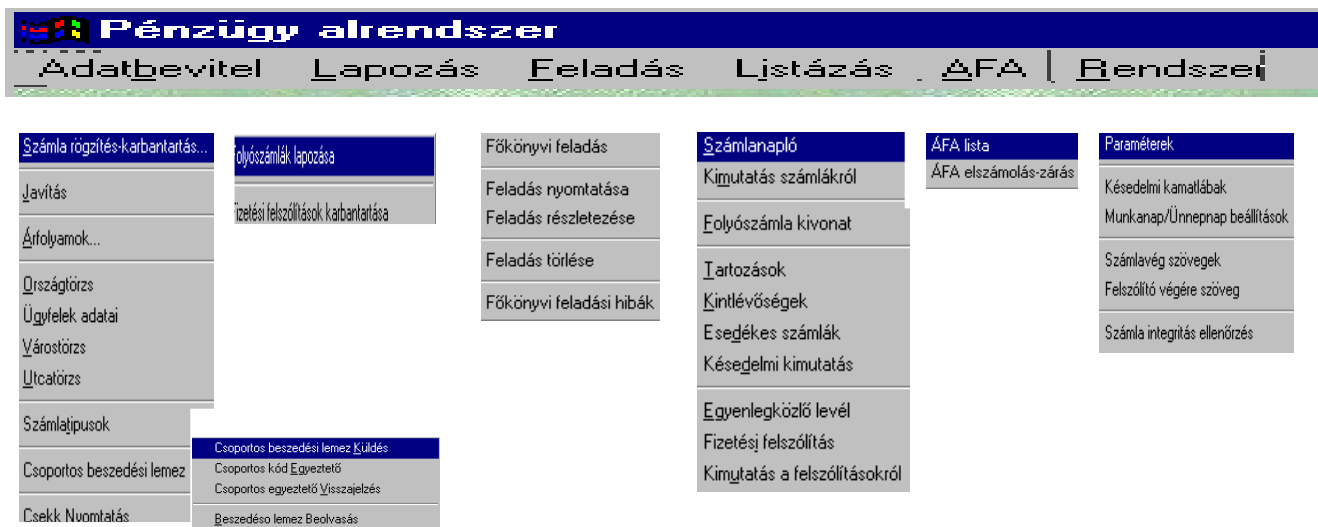 Pénzügy alrendszer
Adatbevitel Lapozás Feladás Listázás ÁFA Rendszer
Számla rögzítés-karbantartás...
Javítás
Árfolyamok...
Országtörzs
Ügyfelek adatai
Várostörzs
Utcatörzs
Számlatipusok
Csoportos beszedési lemez
Csekk Nyomtatás
Csoportos beszedési lemez Küldés
Csoportos kód Egyeztető
Csoportos egyeztető Visszajelzés
Beszedéso lemez Beolvasás
olyószámlák lapozása
izetési felszólítások karbantartása
Főkönyvi feladás
Feladás nyomtatása
Feladás részletezése
Feladás törlése
Főkönyvi feladási hibák
Számlanapló
Kimutatás számlákról
Folyószámla kivonat
Tartozások
Kintlévőségek
Esedékes számlák
Késedelmi kimutatás
Egyenlegközlő levél
Fizetési felszólítás
Kimutatás a felszólításokról
ÁFA lista
ÁFA elszámolás-zárás
Paraméterek
Késedelmi kamatlábak
Munkanap/Ünnepnap beállítások
Számlavég szövegek
Felszólító végére szöveg
Számla integritás ellenőrzés